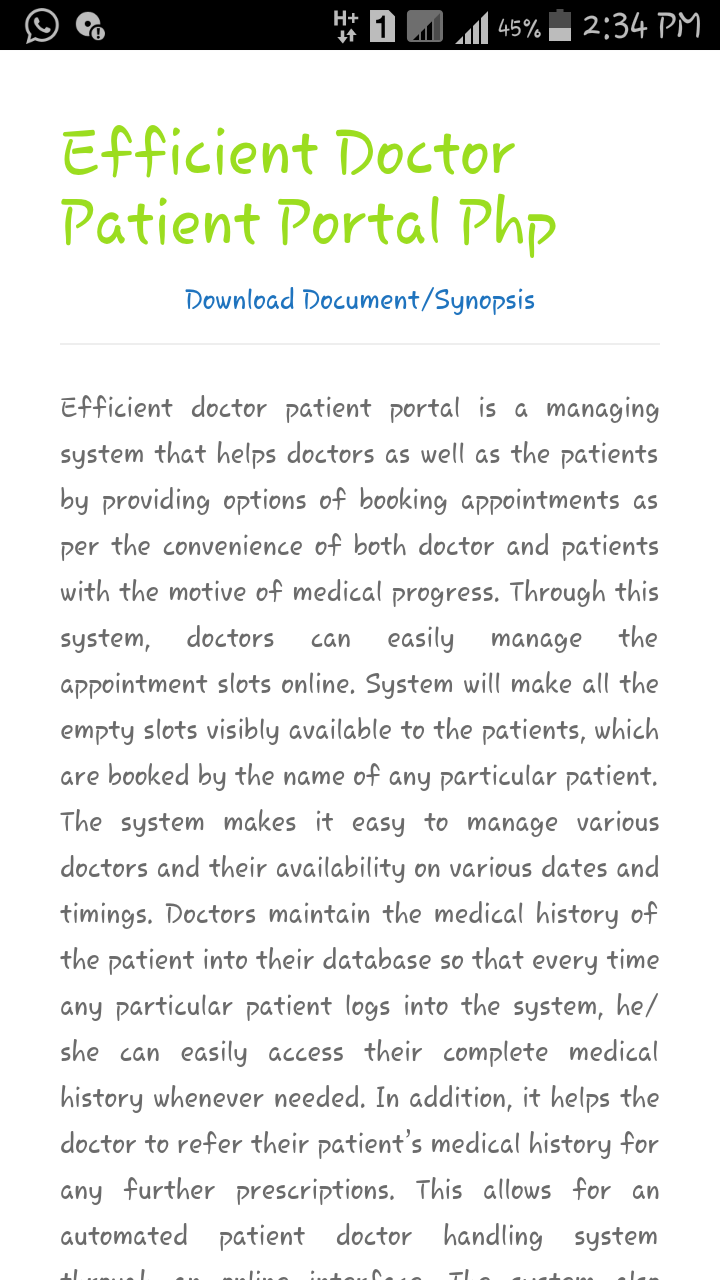 H+ 1 45% 2:34 PM
Efficient Doctor
Patient Portal Php
Download Document/Synopsis
Efficient doctor patient portal is a managing
system that helps doctors as well as the patients
by providing options of booking appointments as
per the convenience of both doctor and patients
with the motive of medical progress. Through this
system, doctors can easily manage the
appointment slots online. System will make all the
empty slots visibly available to the patients, which
are booked by the name of any particular patient.
The system makes it easy to manage various
doctors and their availability on various dates and
timings. Doctors maintain the medical history of
the patient into their database so that every time
any particular patient logs into the system, he/
she can easily access their complete medical
history whenever needed. In addition, it helps the
doctor to refer their patient's medical history for
any further prescriptions. This allows for an
automated patient doctor handling system
through an online interface. The system also